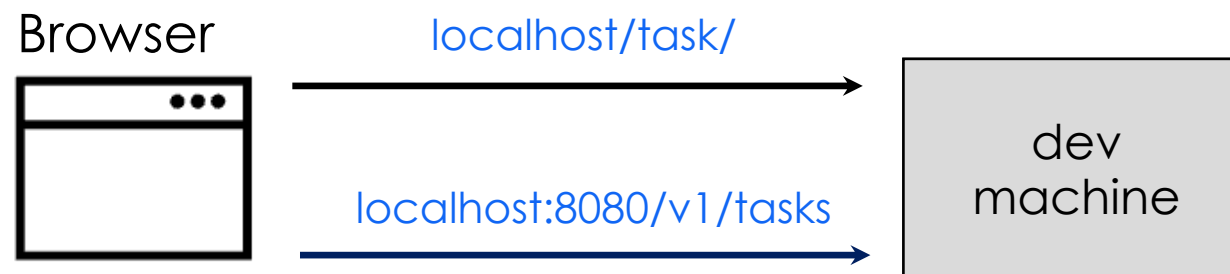 Browser
localhost/task/
dev
machine
localhost:8080/v1/tasks